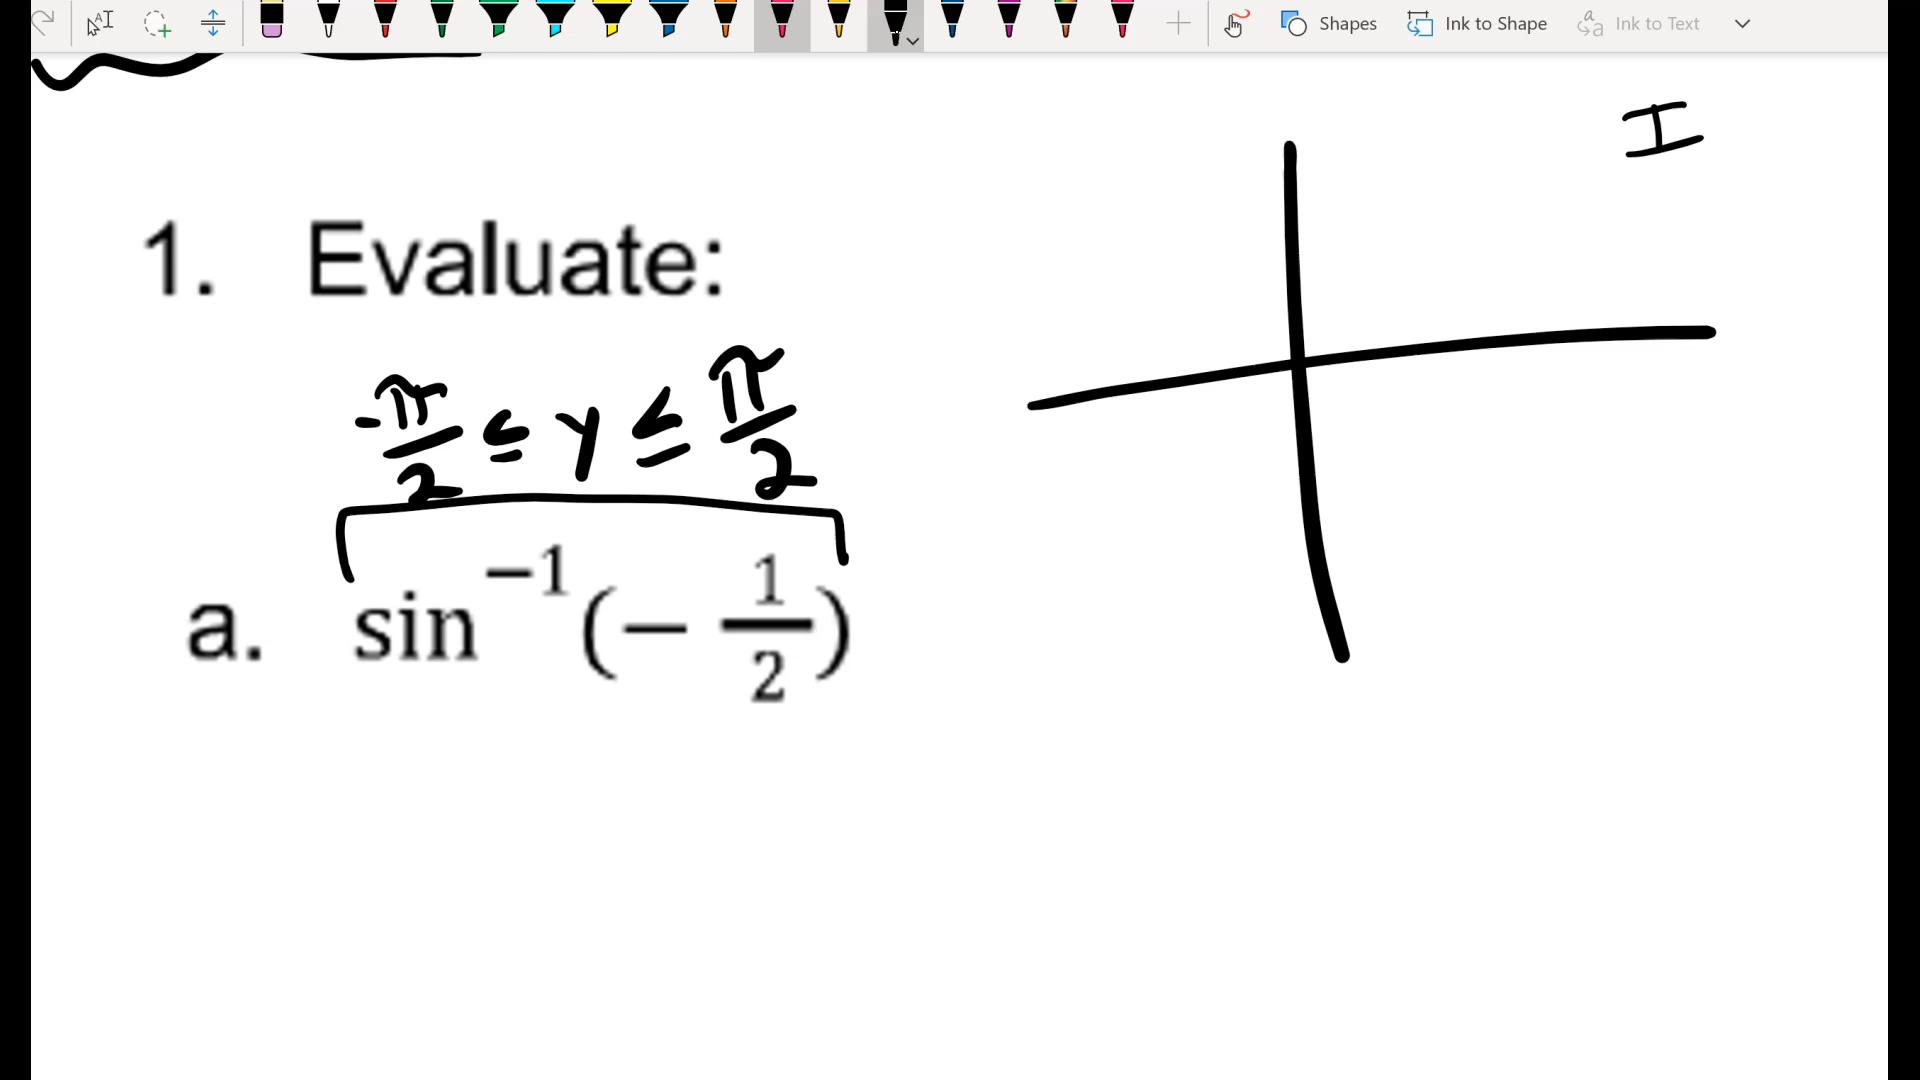 Shapes Ink to Shape Ink to Text
I
1. Evaluate:
-π/2 ≤ y ≤ π/2
a. sin⁻¹(− 1/2)